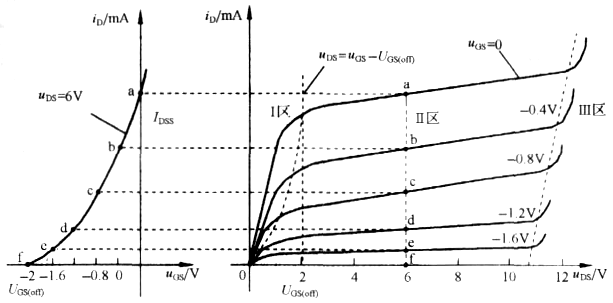 i_D/mA
u_DS=6V
a
I_DSS
b
c
d
e
f
-2 -1.6 -0.8 0 u_GS/V
U_GS(off)
i_D/mA
u_DS=u_GS-U_GS(off)
u_GS=0
I区
a
II区
-0.4V
III区
b
-0.8V
c
-1.2V
d
-1.6V
e
f
0 2 4 6 8 10 12 u_DS/V
U_GS(off)